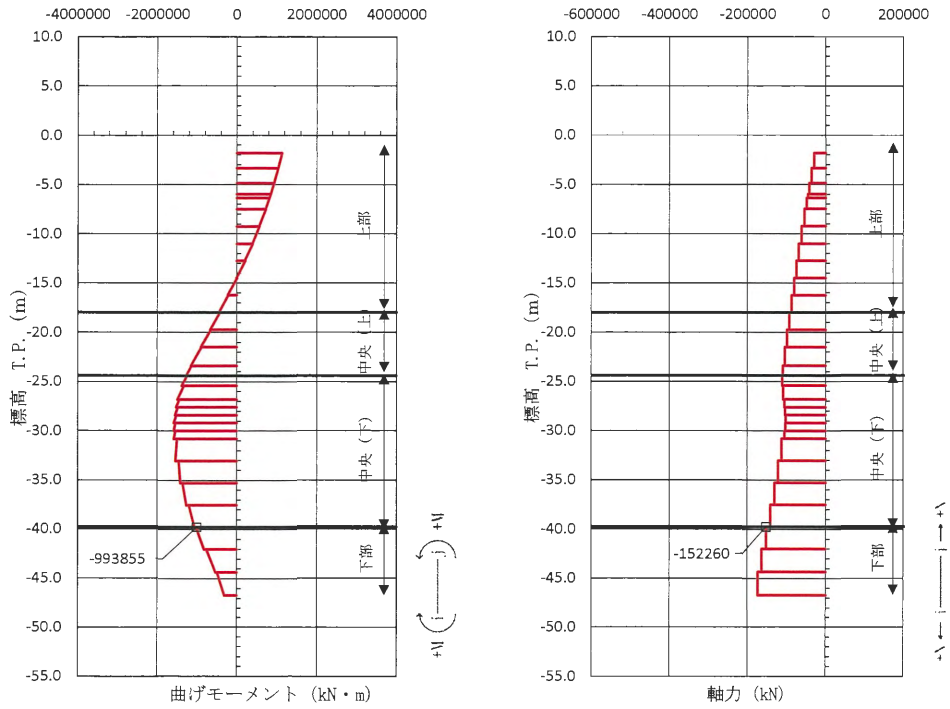 -4000000 -2000000 0 2000000 4000000
10.0
5.0
0.0
-5.0
-10.0
-15.0
-20.0
-25.0
-30.0
-35.0
-40.0
-45.0
-50.0
-55.0
標高 T.P. (m)
上部
中央 (上)
中央 (下)
下部
-993855
+M i j +M
曲げモーメント (kN・m)
-600000 -400000 -200000 0 200000
10.0
5.0
0.0
-5.0
-10.0
-15.0
-20.0
-25.0
-30.0
-35.0
-40.0
-45.0
-50.0
-55.0
標高 T.P. (m)
上部
中央 (上)
中央 (下)
下部
-152260
+N ← i j → +N
軸力 (kN)